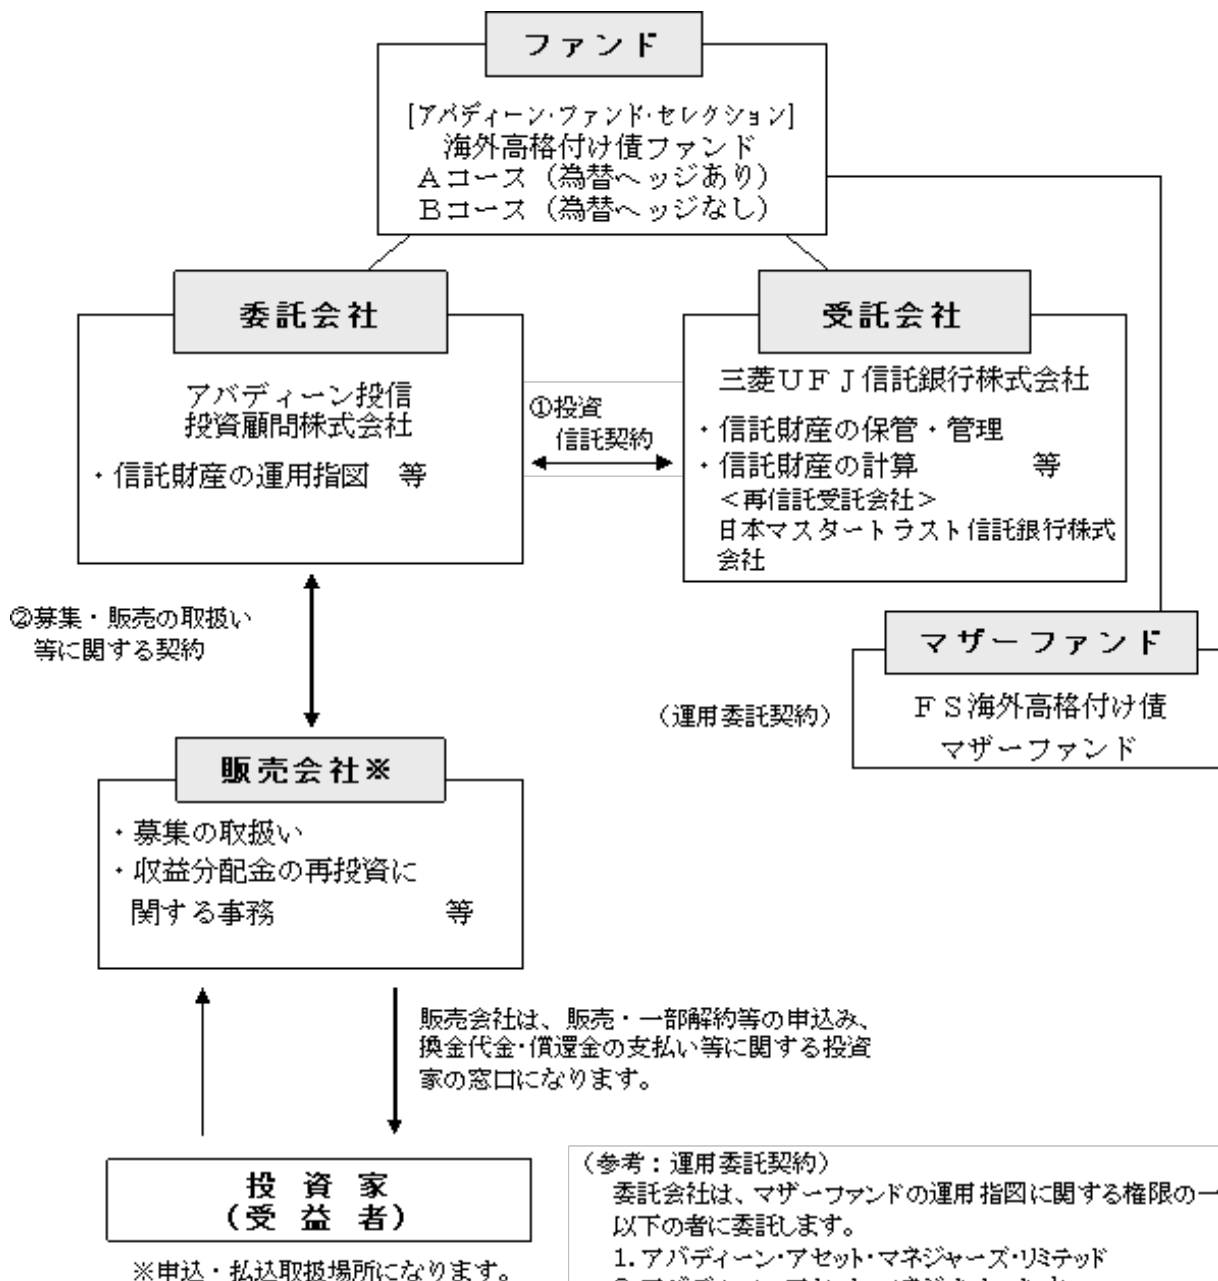 ファンド
[アバディーン・ファンド・セレクション]
海外高格付け債ファンド
Aコース（為替ヘッジあり）
Bコース（為替ヘッジなし）
委託会社
アバディーン投信
投資顧問株式会社
・信託財産の運用指図　等
①投資
信託契約
受託会社
三菱ＵＦＪ信託銀行株式会社
・信託財産の保管・管理
・信託財産の計算　　　　等
＜再信託受託会社＞
日本マスタートラスト信託銀行株式
会社
②募集・販売の取扱い
等に関する契約
マザーファンド
（運用委託契約）
ＦＳ海外高格付け債
マザーファンド
販売会社※
・募集の取扱い
・収益分配金の再投資に
関する事務　　　　　　等
販売会社は、販売・一部解約等の申込み、
換金代金・償還金の支払い等に関する投資
家の窓口になります。
投資家
（受益者）
※申込・払込取扱場所になります。
（参考：運用委託契約）
委託会社は、マザーファンドの運用指図に関する権限の一
以下の者に委託します。
1. アバディーン・アセット・マネジャーズ・リミテッド